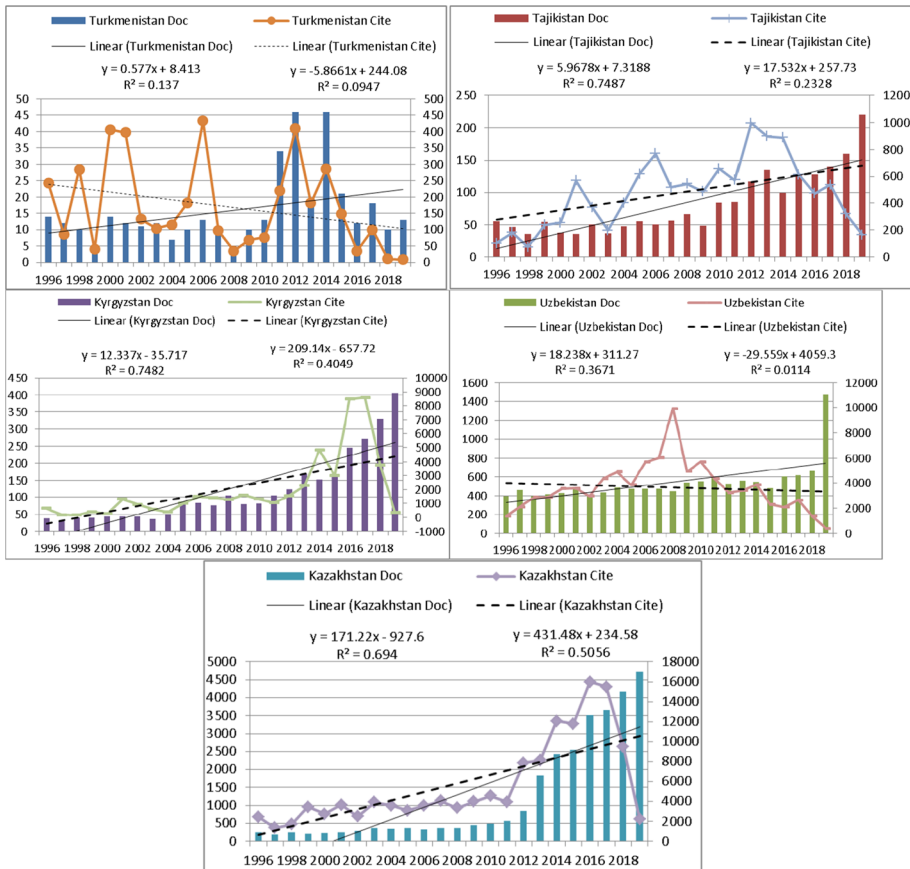 Turkmenistan Doc Turkmenistan Cite
Linear (Turkmenistan Doc) Linear (Turkmenistan Cite)
y = 0.577x + 8.413 y = -5.8661x + 244.08
R² = 0.137 R² = 0.0947
50 500
45 450
40 400
35 350
30 300
25 250
20 200
15 150
10 100
5 50
0 0
1996 1998 2000 2002 2004 2006 2008 2010 2012 2014 2016 2018
Tajikistan Doc Tajikistan Cite
Linear (Tajikistan Doc) Linear (Tajikistan Cite)
y = 5.9678x + 7.3188 y = 17.532x + 257.73
R² = 0.7487 R² = 0.2328
250 1200
1000
200
800
150
600
100
400
50
200
0 0
1996 1998 2000 2002 2004 2006 2008 2010 2012 2014 2016 2018
Kyrgyzstan Doc Kyrgyzstan Cite
Linear (Kyrgyzstan Doc) Linear (Kyrgyzstan Cite)
y = 12.337x - 35.717 y = 209.14x - 657.72
R² = 0.7482 R² = 0.4049
450 10000
400 9000
350 8000
7000
300 6000
250 5000
200 4000
150 3000
100 2000
1000
50 0
0 -1000
1996 1998 2000 2002 2004 2006 2008 2010 2012 2014 2016 2018
Uzbekistan Doc Uzbekistan Cite
Linear (Uzbekistan Doc) Linear (Uzbekistan Cite)
y = 18.238x + 311.27 y = -29.559x + 4059.3
R² = 0.3671 R² = 0.0114
1600 12000
1400
10000
1200
8000
1000
800 6000
600
4000
400
2000
200
0 0
1996 1998 2000 2002 2004 2006 2008 2010 2012 2014 2016 2018
Kazakhstan Doc Kazakhstan Cite
Linear (Kazakhstan Doc) Linear (Kazakhstan Cite)
y = 171.22x - 927.6 y = 431.48x + 234.58
R² = 0.694 R² = 0.5056
5000 18000
4500 16000
4000 14000
3500
12000
3000
10000
2500
8000
2000
1500 6000
1000 4000
500 2000
0 0
1996 1998 2000 2002 2004 2006 2008 2010 2012 2014 2016 2018